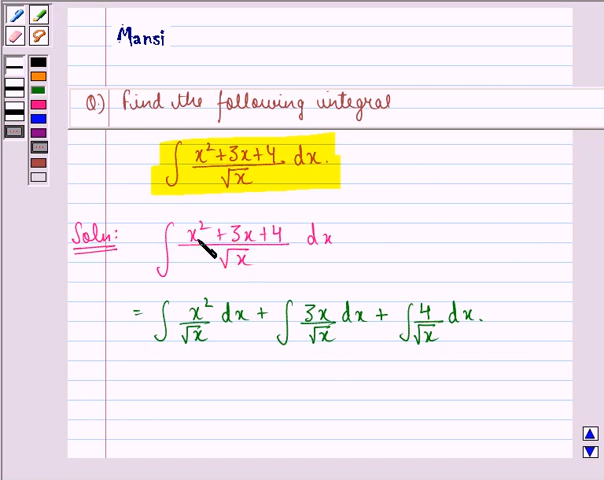 Mansi
Q.) Find the following integral
∫ x²+3x+4 / √x dx.
Soln: ∫ x²+3x+4 / √x dx
= ∫ x²/√x dx + ∫ 3x/√x dx + ∫ 4/√x dx.